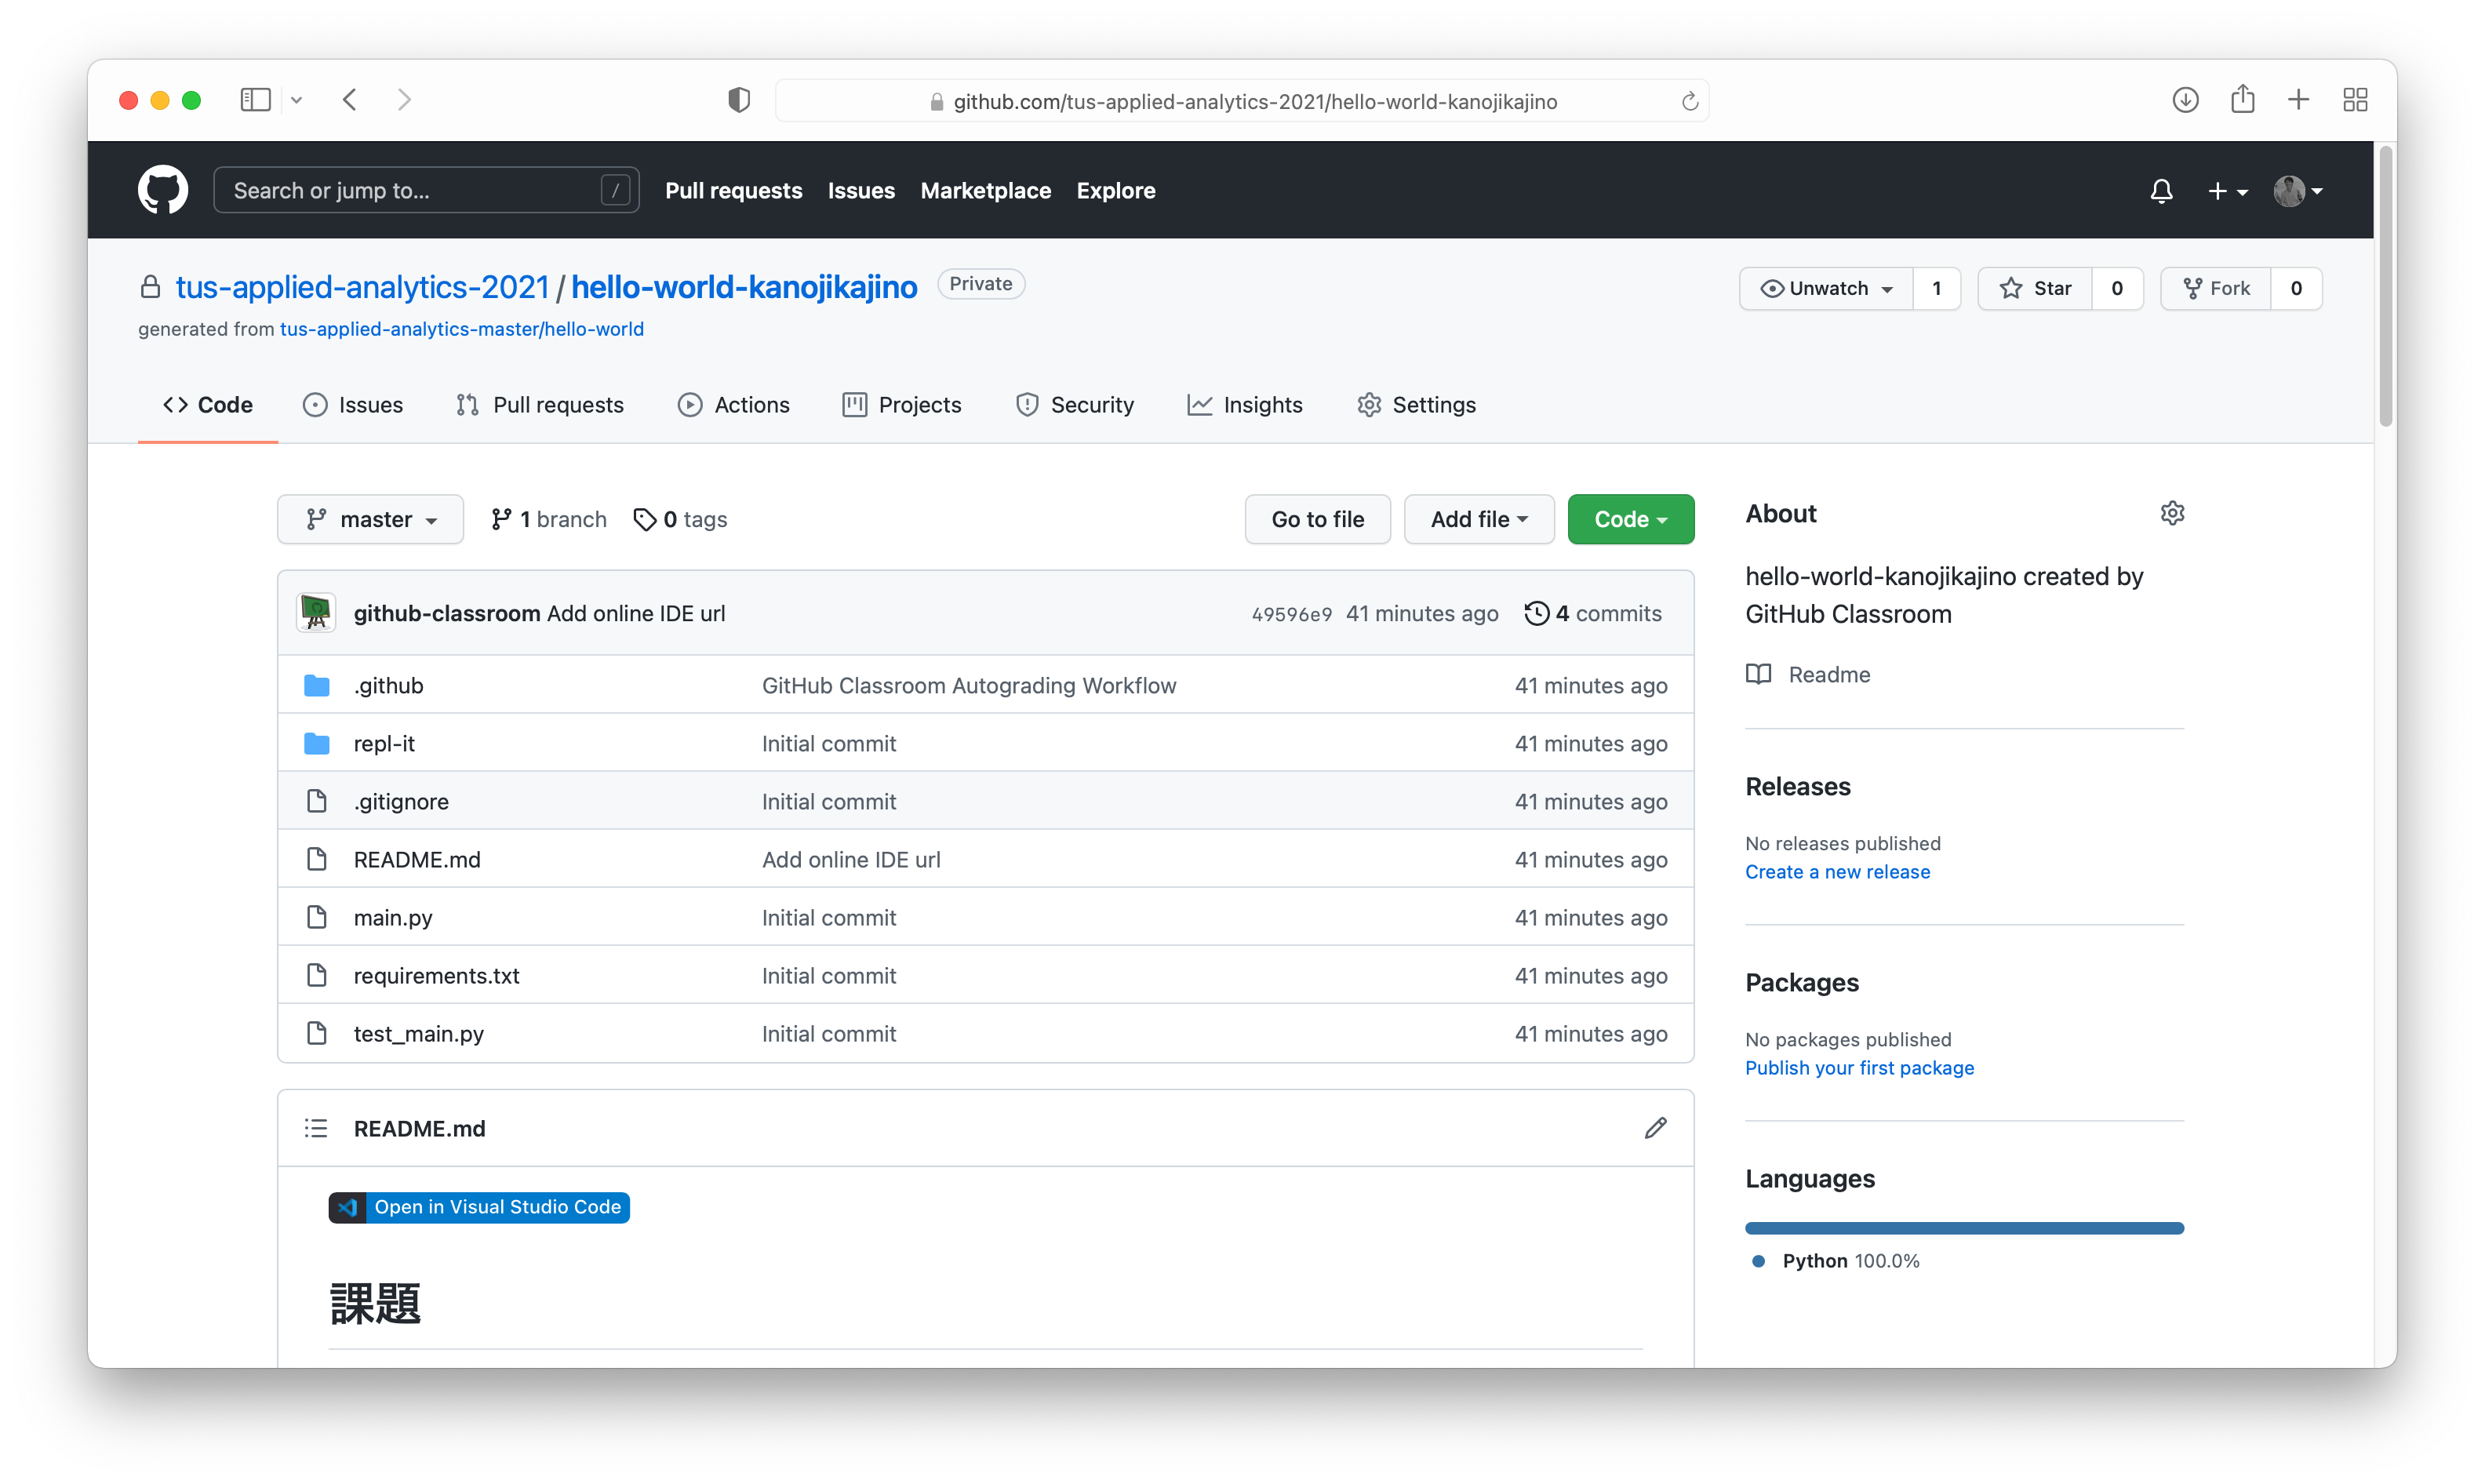 github.com/tus-applied-analytics-2021/hello-world-kanojikajino
Search or jump to... /
Pull requests Issues Marketplace Explore
tus-applied-analytics-2021 / hello-world-kanojikajino Private
Unwatch 1 Star 0 Fork 0
generated from tus-applied-analytics-master/hello-world
Code Issues Pull requests Actions Projects Security Insights Settings
master 1 branch 0 tags Go to file Add file Code
github-classroom Add online IDE url 49596e9 41 minutes ago 4 commits
.github GitHub Classroom Autograding Workflow 41 minutes ago
repl-it Initial commit 41 minutes ago
.gitignore Initial commit 41 minutes ago
README.md Add online IDE url 41 minutes ago
main.py Initial commit 41 minutes ago
requirements.txt Initial commit 41 minutes ago
test_main.py Initial commit 41 minutes ago
README.md
Open in Visual Studio Code
課題
About
hello-world-kanojikajino created by
GitHub Classroom
Readme
Releases
No releases published
Create a new release
Packages
No packages published
Publish your first package
Languages
Python 100.0%